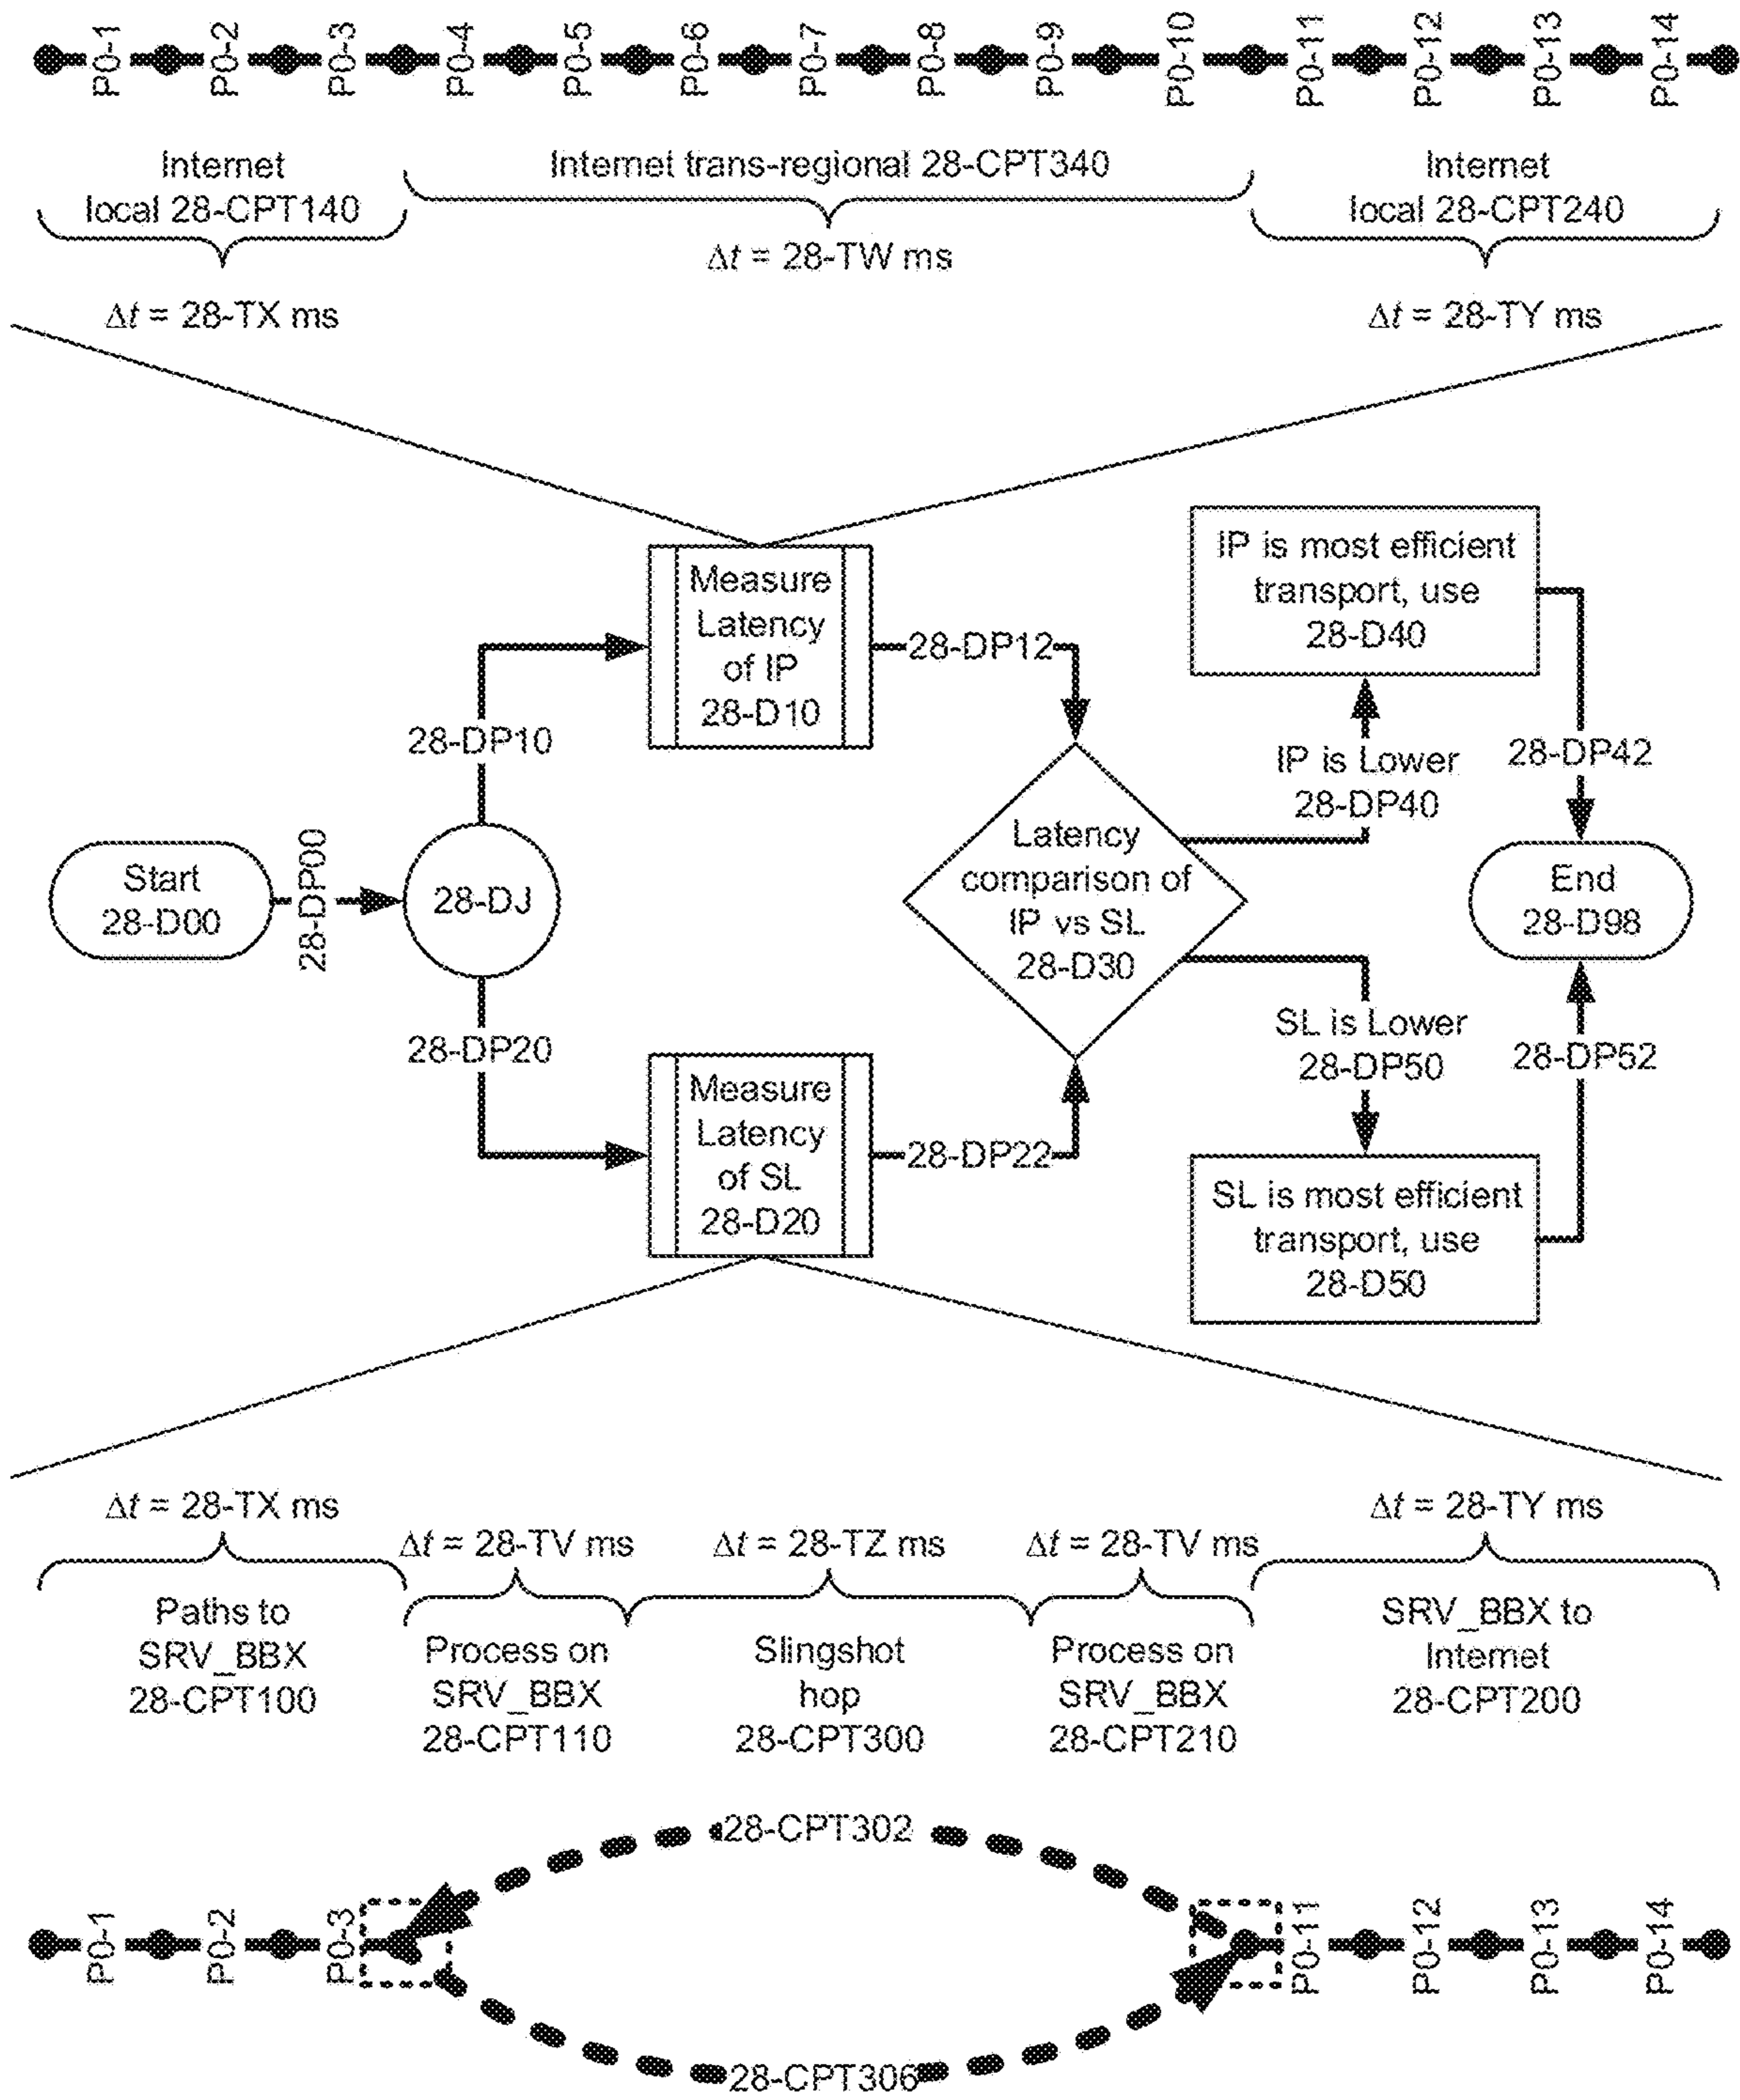 P0-1
P0-2
P0-3
P0-4
P0-5
P0-6
P0-7
P0-8
P0-9
P0-10
P0-11
P0-12
P0-13
P0-14
Internet
local 28-CPT140
Internet trans-regional 28-CPT340
Internet
local 28-CPT240
Δt = 28-TX ms
Δt = 28-TW ms
Δt = 28-TY ms
Measure
Latency
of IP
28-D10
28-DP12
IP is most efficient
transport, use
28-D40
28-DP10
IP is Lower
28-DP40
28-DP42
Start
28-D00
28-DP00
28-DJ
Latency
comparison of
IP vs SL
28-D30
End
28-D98
28-DP20
SL is Lower
28-DP50
28-DP52
Measure
Latency
of SL
28-D20
28-DP22
SL is most efficient
transport, use
28-D50
Δt = 28-TX ms
Δt = 28-TV ms
Δt = 28-TZ ms
Δt = 28-TV ms
Δt = 28-TY ms
Paths to
SRV_BBX
28-CPT100
Process on
SRV_BBX
28-CPT110
Slingshot
hop
28-CPT300
Process on
SRV_BBX
28-CPT210
SRV_BBX to
Internet
28-CPT200
28-CPT302
P0-1
P0-2
P0-3
P0-11
P0-12
P0-13
P0-14
28-CPT306